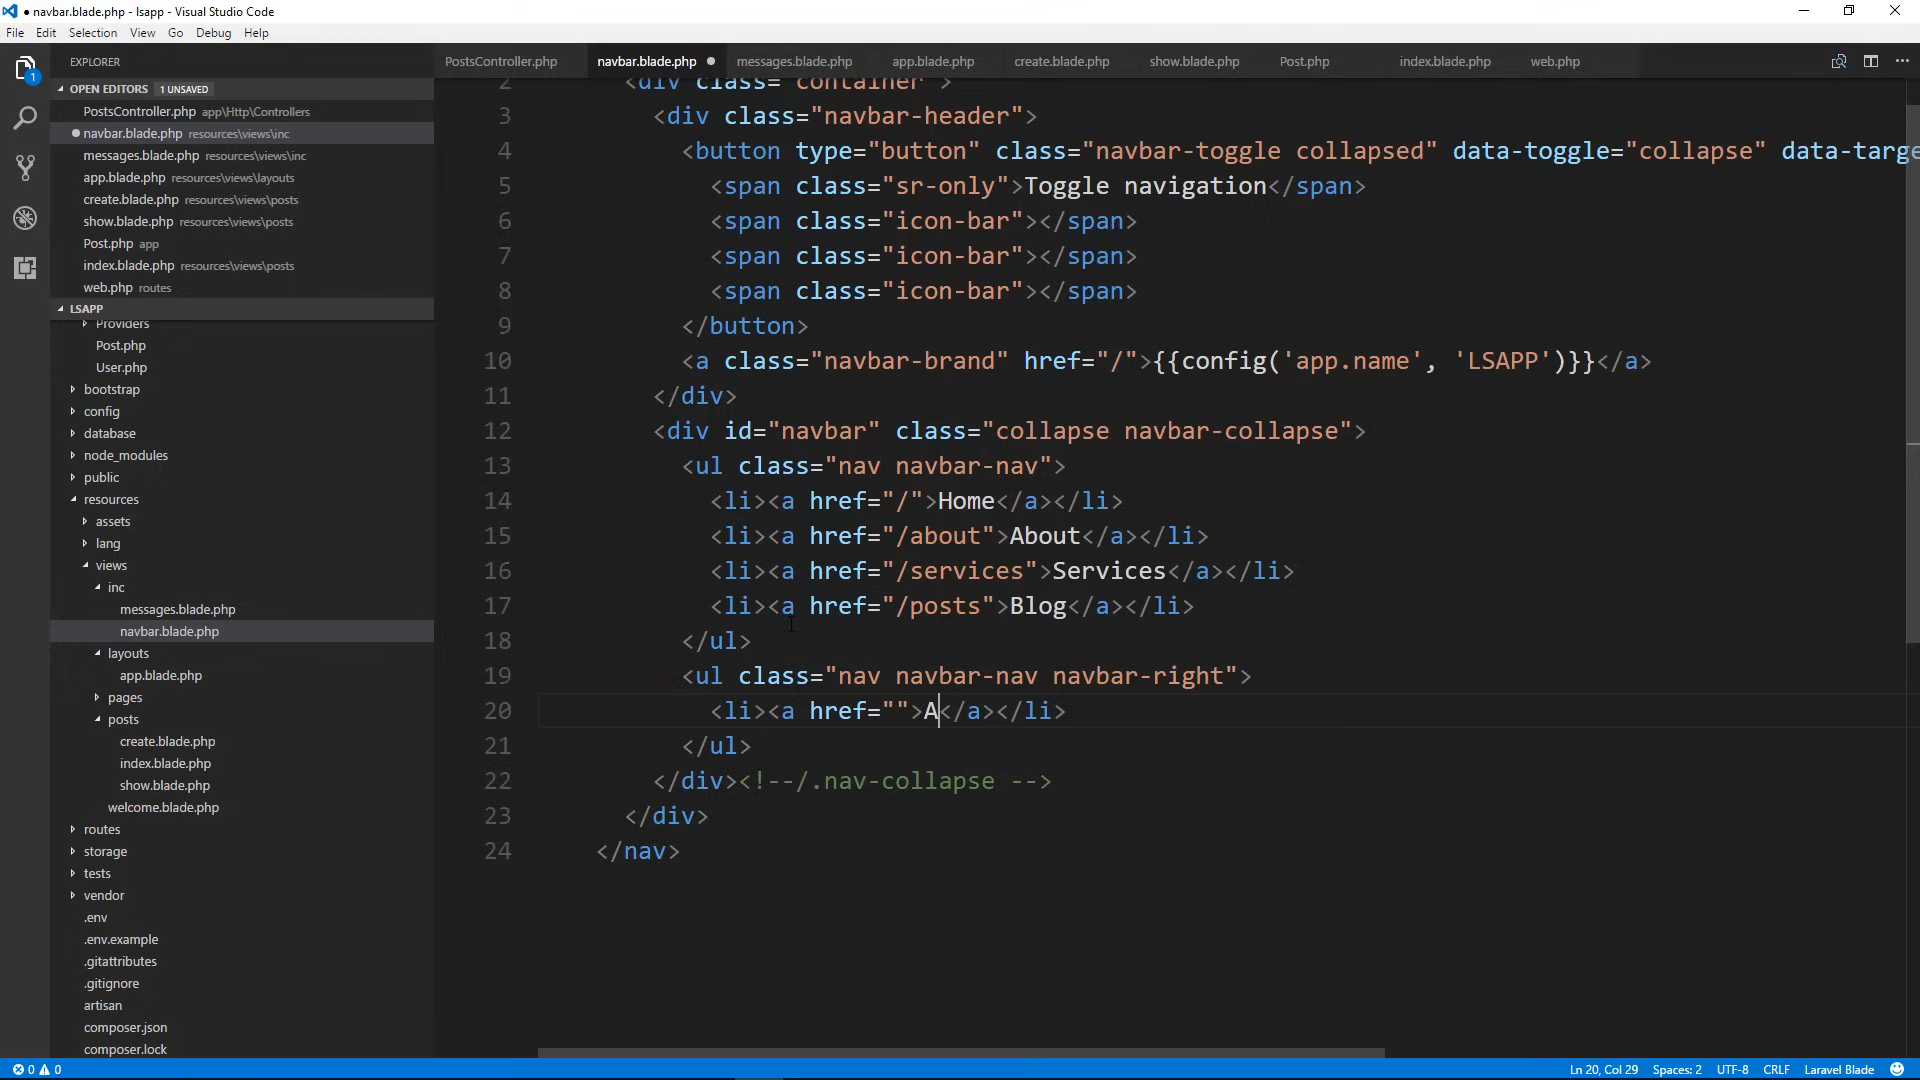 ● navbar.blade.php - lsapp - Visual Studio Code
File Edit Selection View Go Debug Help
1
EXPLORER
OPEN EDITORS 1 UNSAVED
PostsController.php app\Http\Controllers
navbar.blade.php resources\views\inc
messages.blade.php resources\views\inc
app.blade.php resources\views\layouts
create.blade.php resources\views\posts
show.blade.php resources\views\posts
Post.php app
index.blade.php resources\views\posts
web.php routes
LSAPP
Providers
Post.php
User.php
bootstrap
config
database
node_modules
public
resources
assets
lang
views
inc
messages.blade.php
navbar.blade.php
layouts
app.blade.php
pages
posts
create.blade.php
index.blade.php
show.blade.php
welcome.blade.php
routes
storage
tests
vendor
.env
.env.example
.gitattributes
.gitignore
artisan
composer.json
composer.lock
PostsController.php navbar.blade.php ● messages.blade.php app.blade.php create.blade.php show.blade.php Post.php index.blade.php web.php
2 <div class="container">
3 <div class="navbar-header">
4 <button type="button" class="navbar-toggle collapsed" data-toggle="collapse" data-targe
5 <span class="sr-only">Toggle navigation</span>
6 <span class="icon-bar"></span>
7 <span class="icon-bar"></span>
8 <span class="icon-bar"></span>
9 </button>
10 <a class="navbar-brand" href="/">{{config('app.name', 'LSAPP')}}</a>
11 </div>
12 <div id="navbar" class="collapse navbar-collapse">
13 <ul class="nav navbar-nav">
14 <li><a href="/">Home</a></li>
15 <li><a href="/about">About</a></li>
16 <li><a href="/services">Services</a></li>
17 <li><a href="/posts">Blog</a></li>
18 </ul>
19 <ul class="nav navbar-nav navbar-right">
20 <li><a href="">A</a></li>
21 </ul>
22 </div><!--/.nav-collapse -->
23 </div>
24 </nav>
0 0 Ln 20, Col 29 Spaces: 2 UTF-8 CRLF Laravel Blade